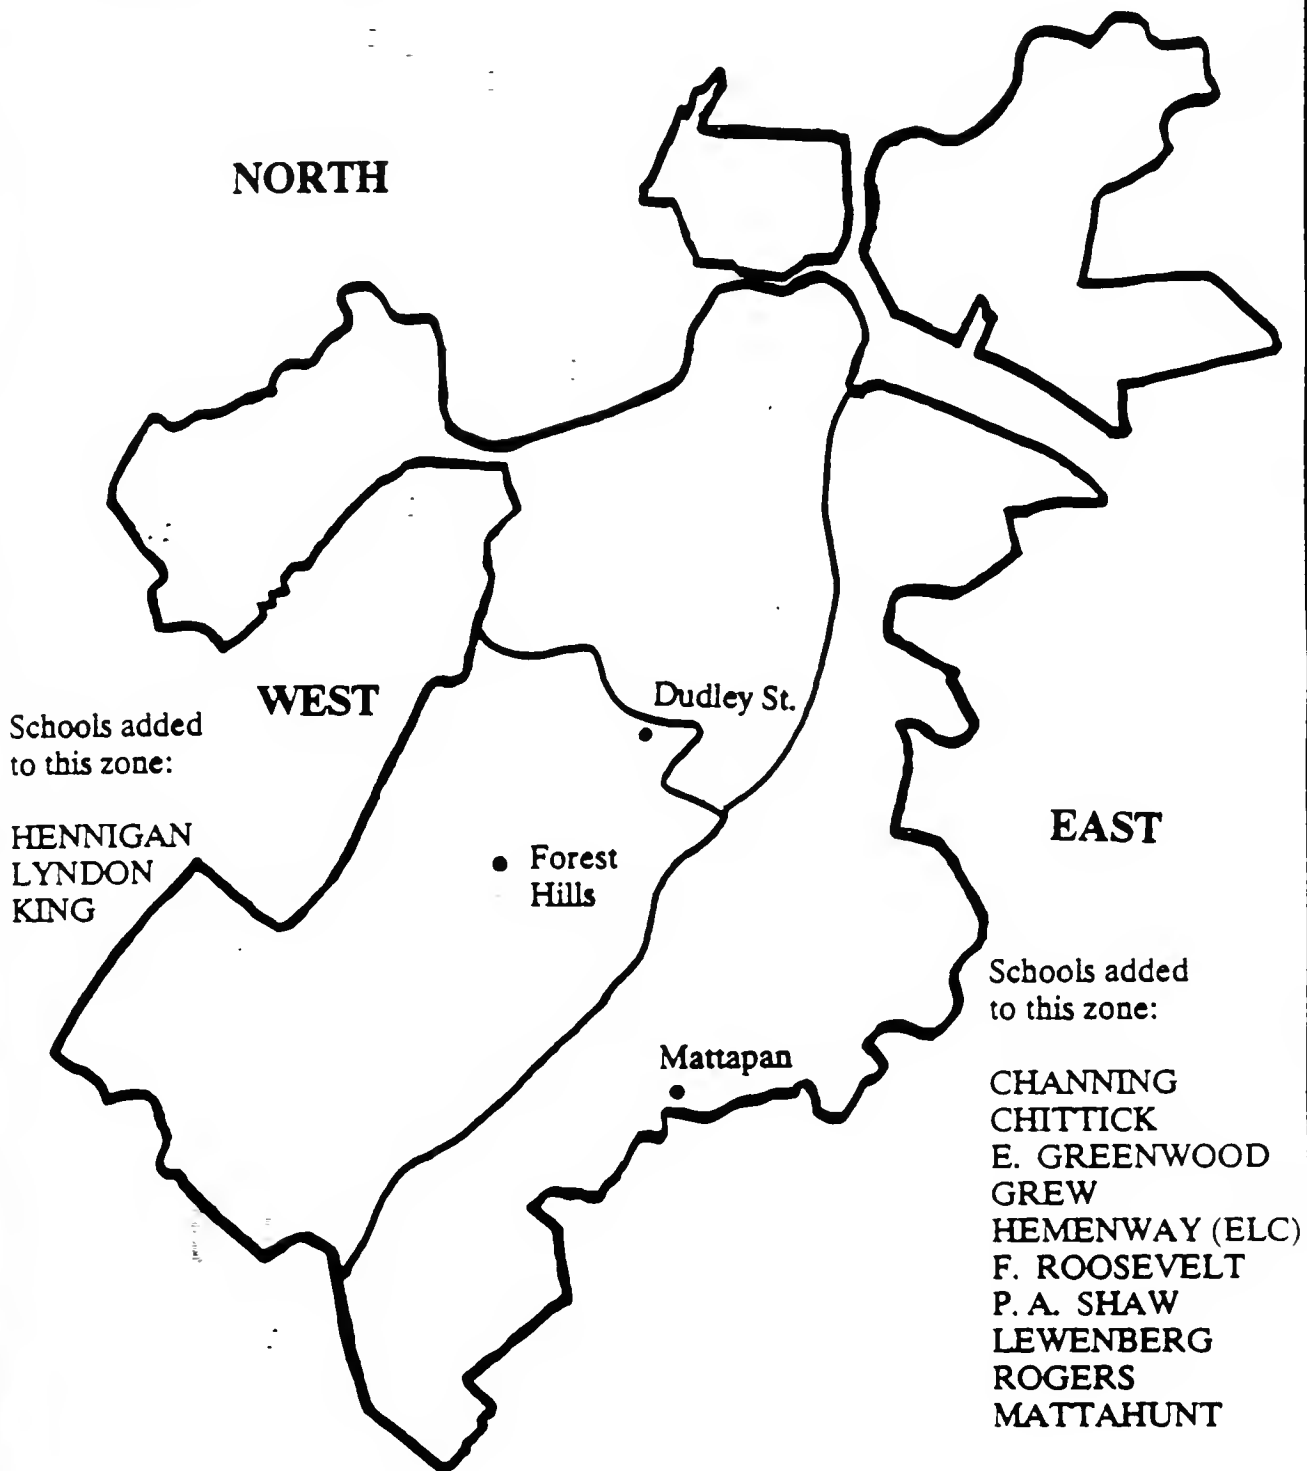 NORTH
WEST
Schools added
to this zone:
HENNIGAN
LYNDON
KING
Dudley St.
Forest
Hills
Mattapan
EAST
Schools added
to this zone:
CHANNING
CHITTICK
E. GREENWOOD
GREW
HEMENWAY (ELC)
F. ROOSEVELT
P. A. SHAW
LEWENBERG
ROGERS
MATTAHUNT